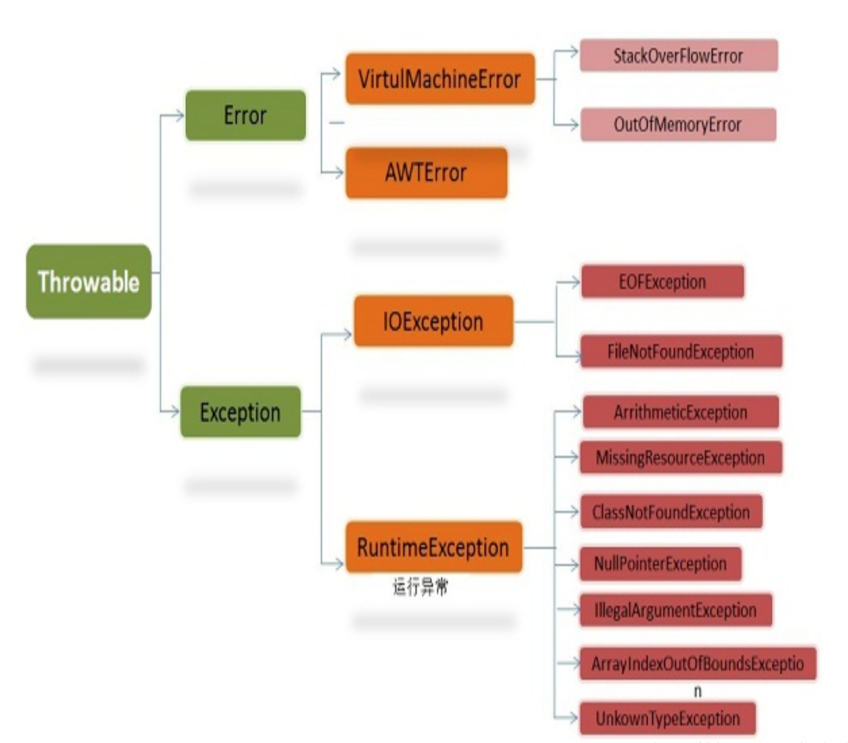 Throwable
Error
VirtulMachineError
StackOverFlowError
OutOfMemoryError
AWTError
Exception
IOException
EOFException
FileNotFoundException
RuntimeException
运行异常
ArrithmeticException
MissingResourceException
ClassNotFoundException
NullPointerException
IllegalArgumentException
ArrayIndexOutOfBoundsExceptio
n
UnkownTypeException